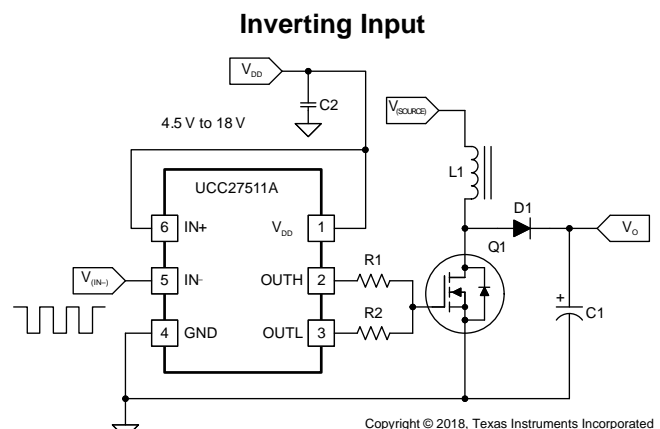 Inverting Input
V_DD
C2
V_(SOURCE)
4.5 V to 18 V
L1
UCC27511A
D1
6 IN+
V_DD 1
V_O
R1
Q1
V_(IN–)
5 IN-
OUTH 2
R2
+
C1
4 GND
OUTL 3
Copyright © 2018, Texas Instruments Incorporated